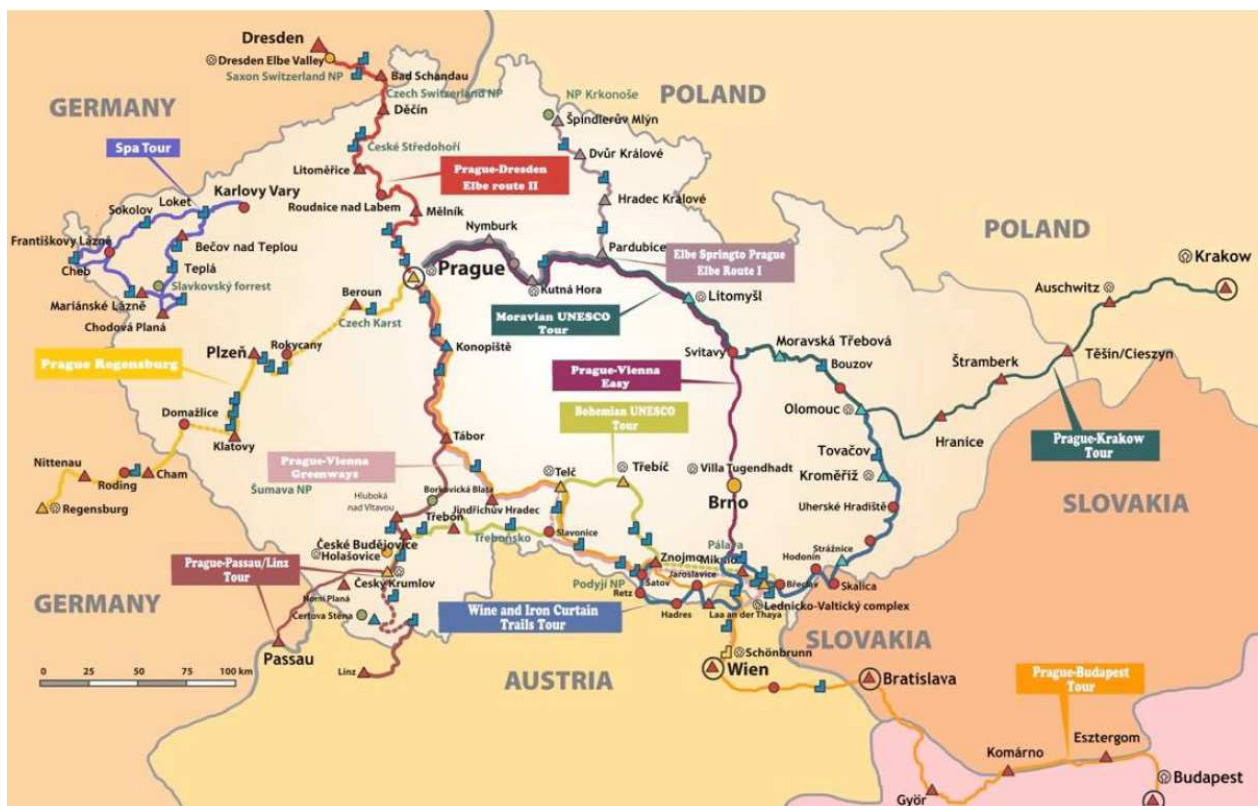 Dresden
Dresden Elbe Valley
Saxon Switzerland NP
Bad Schandau
Czech Switzerland NP
Děčín
GERMANY
POLAND
NP Krkonoše
Špindlerův Mlýn
České Středohoří
Dvůr Králové
Spa Tour
Litoměřice
Prague-Dresden
Elbe route II
Karlovy Vary
Loket
Sokolov
Roudnice nad Labem
Mělník
Hradec Králové
Františkovy Lázně
Bečov nad Teplou
Nymburk
Pardubice
POLAND
Cheb
Teplá
Prague
Elbe Springto Prague
Elbe Route I
Krakow
Slavkovský forrest
Kutná Hora
Auschwitz
Mariánské Lázně
Beroun
Litomyšl
Chodová Planá
Czech Karst
Moravian UNESCO
Tour
Plzeň
Rokycany
Konopiště
Svitavy
Moravská Třebová
Těšín/Cieszyn
Prague Regensburg
Prague-Vienna
Easy
Bouzov
Štramberk
Domažlice
Bohemian UNESCO
Tour
Olomouc
Klatovy
Tábor
Hranice
Prague-Krakow
Tour
Nittenau
Prague-Vienna
Greenways
Telč
Třebíč
Villa Tugendhadt
Tovačov
Roding
Cham
Šumava NP
Borkovická Blata
Kroměříž
Regensburg
Hluboká
nad Vltavou
Jindřichův Hradec
Brno
SLOVAKIA
Třeboň
Uherské Hradiště
České Budějovice
Třeboňsko
Slavonice
Holašovice
Znojmo
Pálava
Mikulo
Hodonín
Strážnice
Prague-Passau/Linz
Tour
Podyjí NP
Šatov
Jaroslavice
Břeclav
Skalica
Český Krumlov
Retz
Horní Planá
Certova Stěna
Wine and Iron Curtain
Trails Tour
Hadres
Laa an der Thaya
Lednicko-Valtický complex
GERMANY
SLOVAKIA
Passau
Schönbrunn
Linz
Wien
AUSTRIA
Bratislava
Prague-Budapest
Tour
0 25 50 75 100 km
Komárno
Esztergom
Budapest
Györ